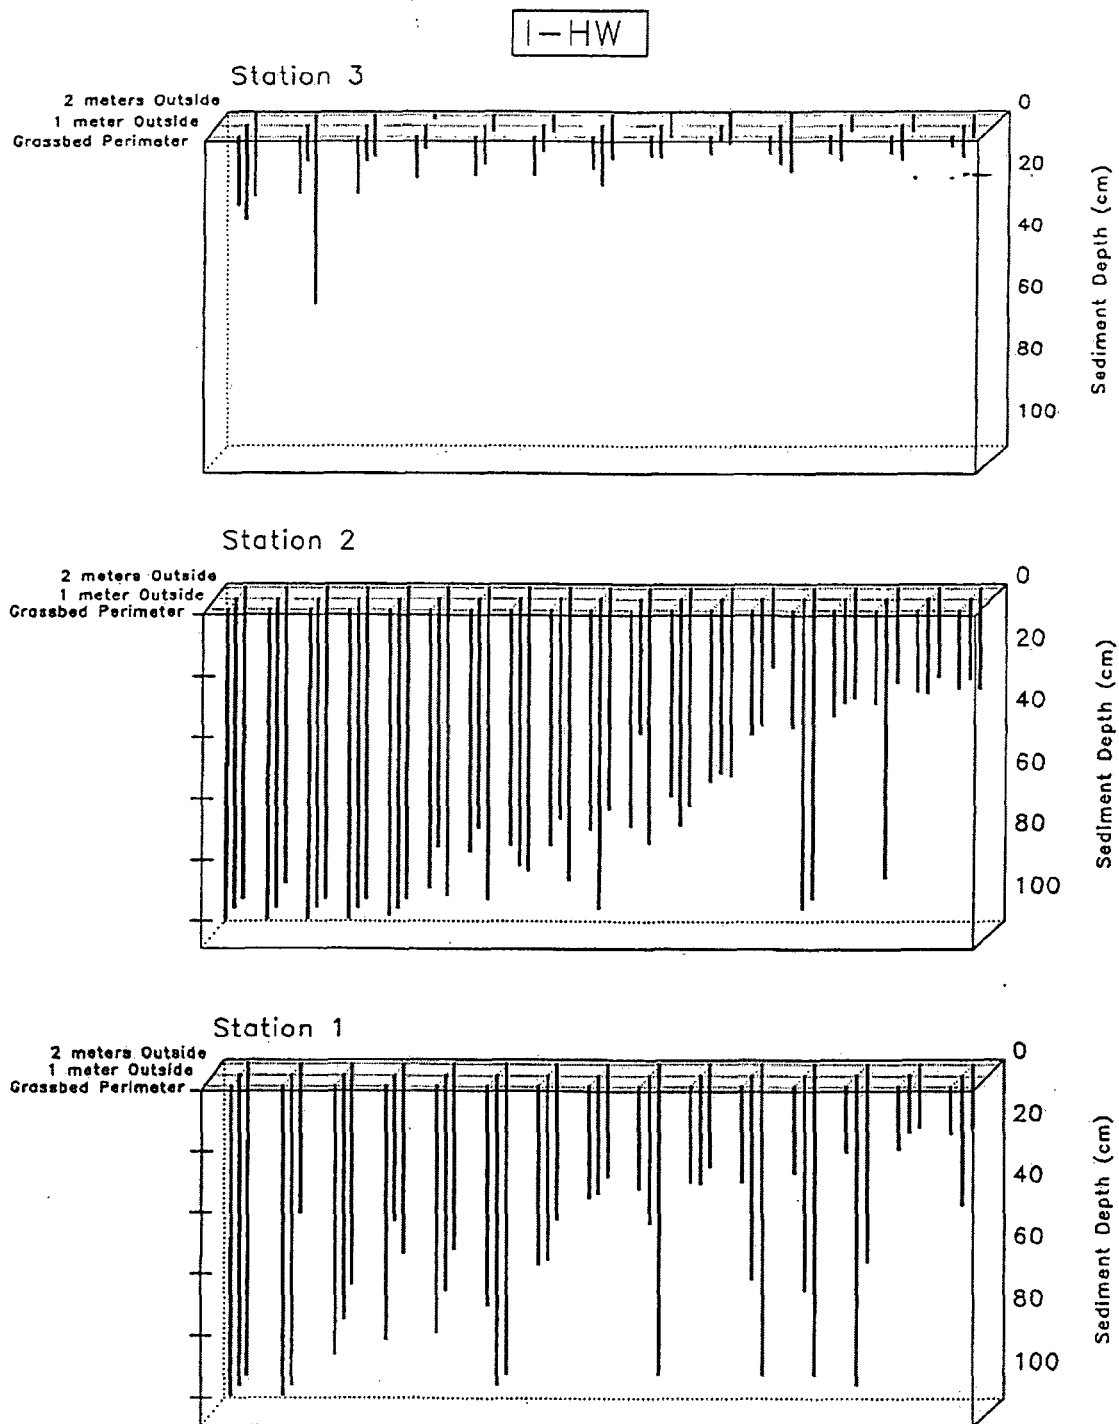 I-HW
Station 3
2 meters Outside
1 meter Outside
Grassbed Perimeter
0
20
40
60
80
100
Sediment Depth (cm)
Station 2
2 meters Outside
1 meter Outside
Grassbed Perimeter
0
20
40
60
80
100
Sediment Depth (cm)
Station 1
2 meters Outside
1 meter Outside
Grassbed Perimeter
0
20
40
60
80
100
Sediment Depth (cm)